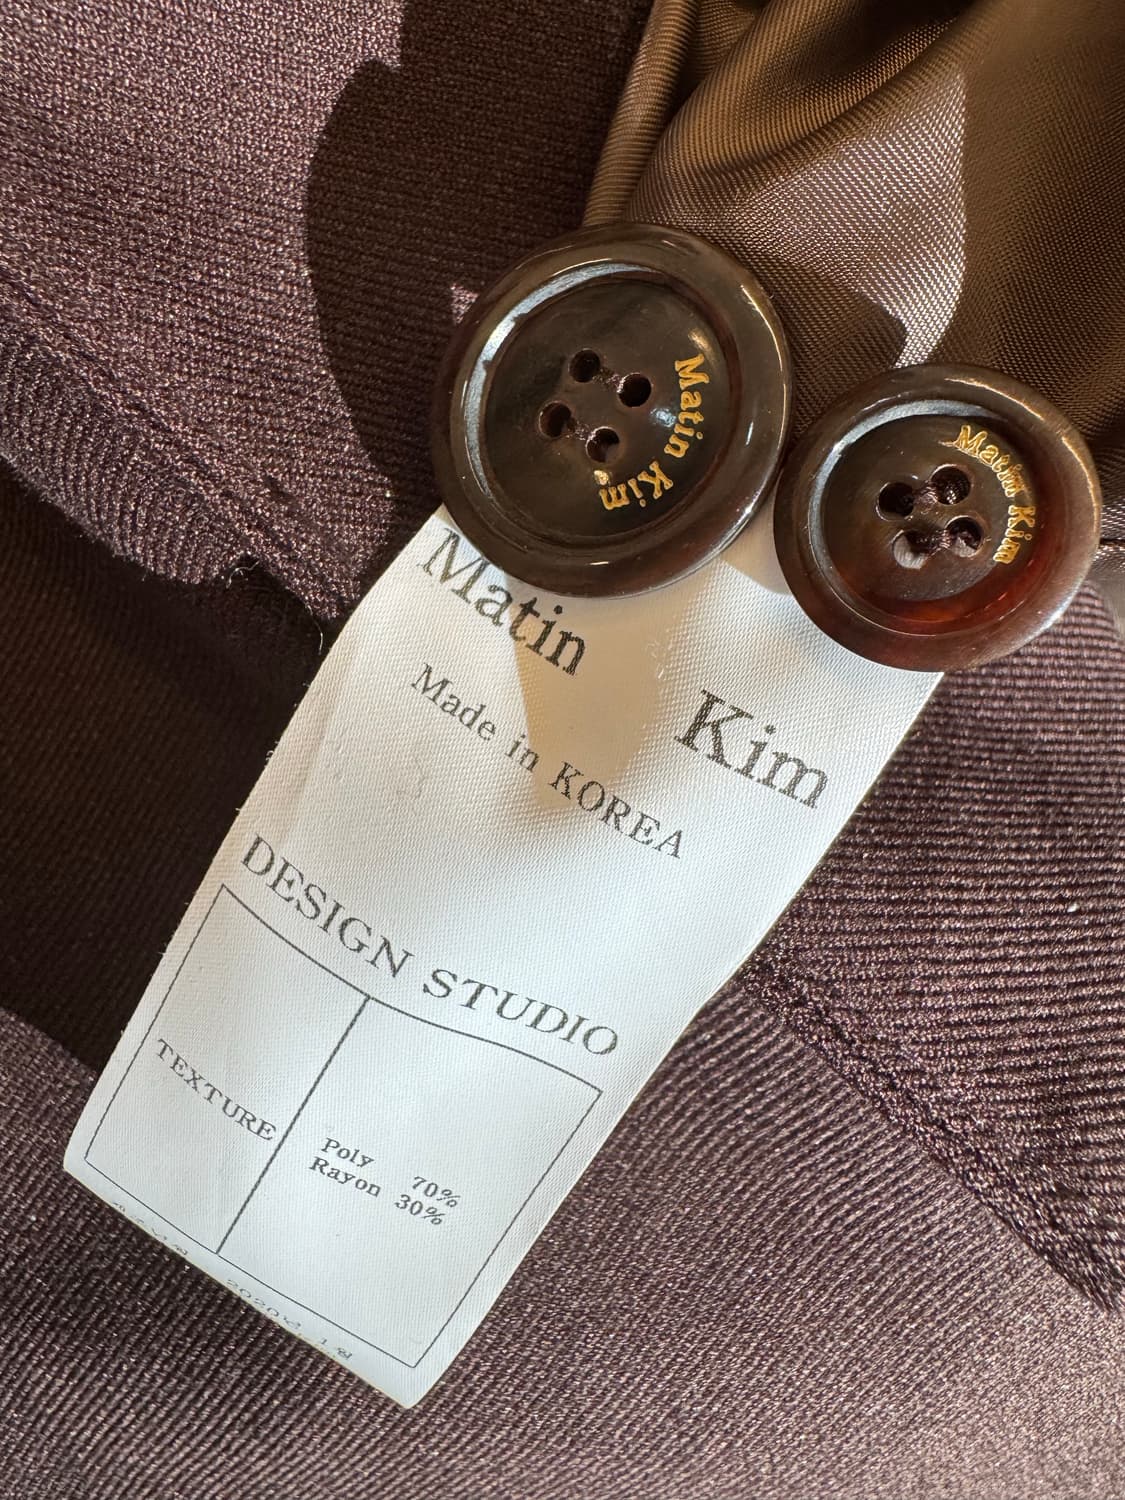 Matin Kim
Matin Kim
Matin Kim
Made in KOREA
DESIGN STUDIO
TEXTURE
Poly 70%
Rayon 30%